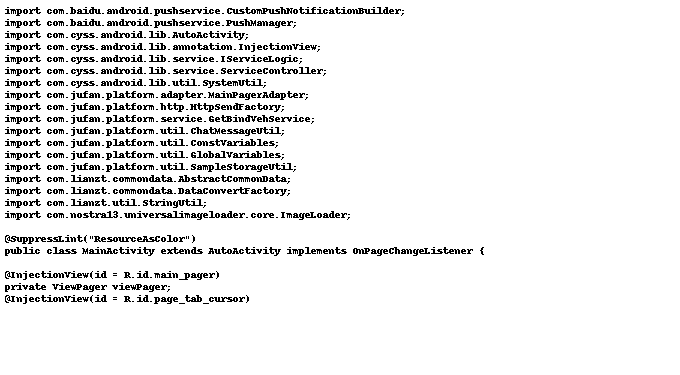 import com.baidu.android.pushservice.CustomPushNotificationBuilder;
import com.baidu.android.pushservice.PushManager;
import com.cyss.android.lib.AutoActivity;
import com.cyss.android.lib.annotation.InjectionView;
import com.cyss.android.lib.service.IServiceLogic;
import com.cyss.android.lib.service.ServiceController;
import com.cyss.android.lib.util.SystemUtil;
import com.jufan.platform.adapter.MainPagerAdapter;
import com.jufan.platform.http.HttpSendFactory;
import com.jufan.platform.service.GetBindVehService;
import com.jufan.platform.util.ChatMessageUtil;
import com.jufan.platform.util.ConstVariables;
import com.jufan.platform.util.GlobalVariables;
import com.jufan.platform.util.SampleStorageUtil;
import com.lianzt.commondata.AbstractCommonData;
import com.lianzt.commondata.DataConvertFactory;
import com.lianzt.util.StringUtil;
import com.nostra13.universalimageloader.core.ImageLoader;
@SuppressLint("ResourceAsColor")
public class MainActivity extends AutoActivity implements OnPageChangeListener {
@InjectionView(id = R.id.main_pager)
private ViewPager viewPager;
@InjectionView(id = R.id.page_tab_cursor)